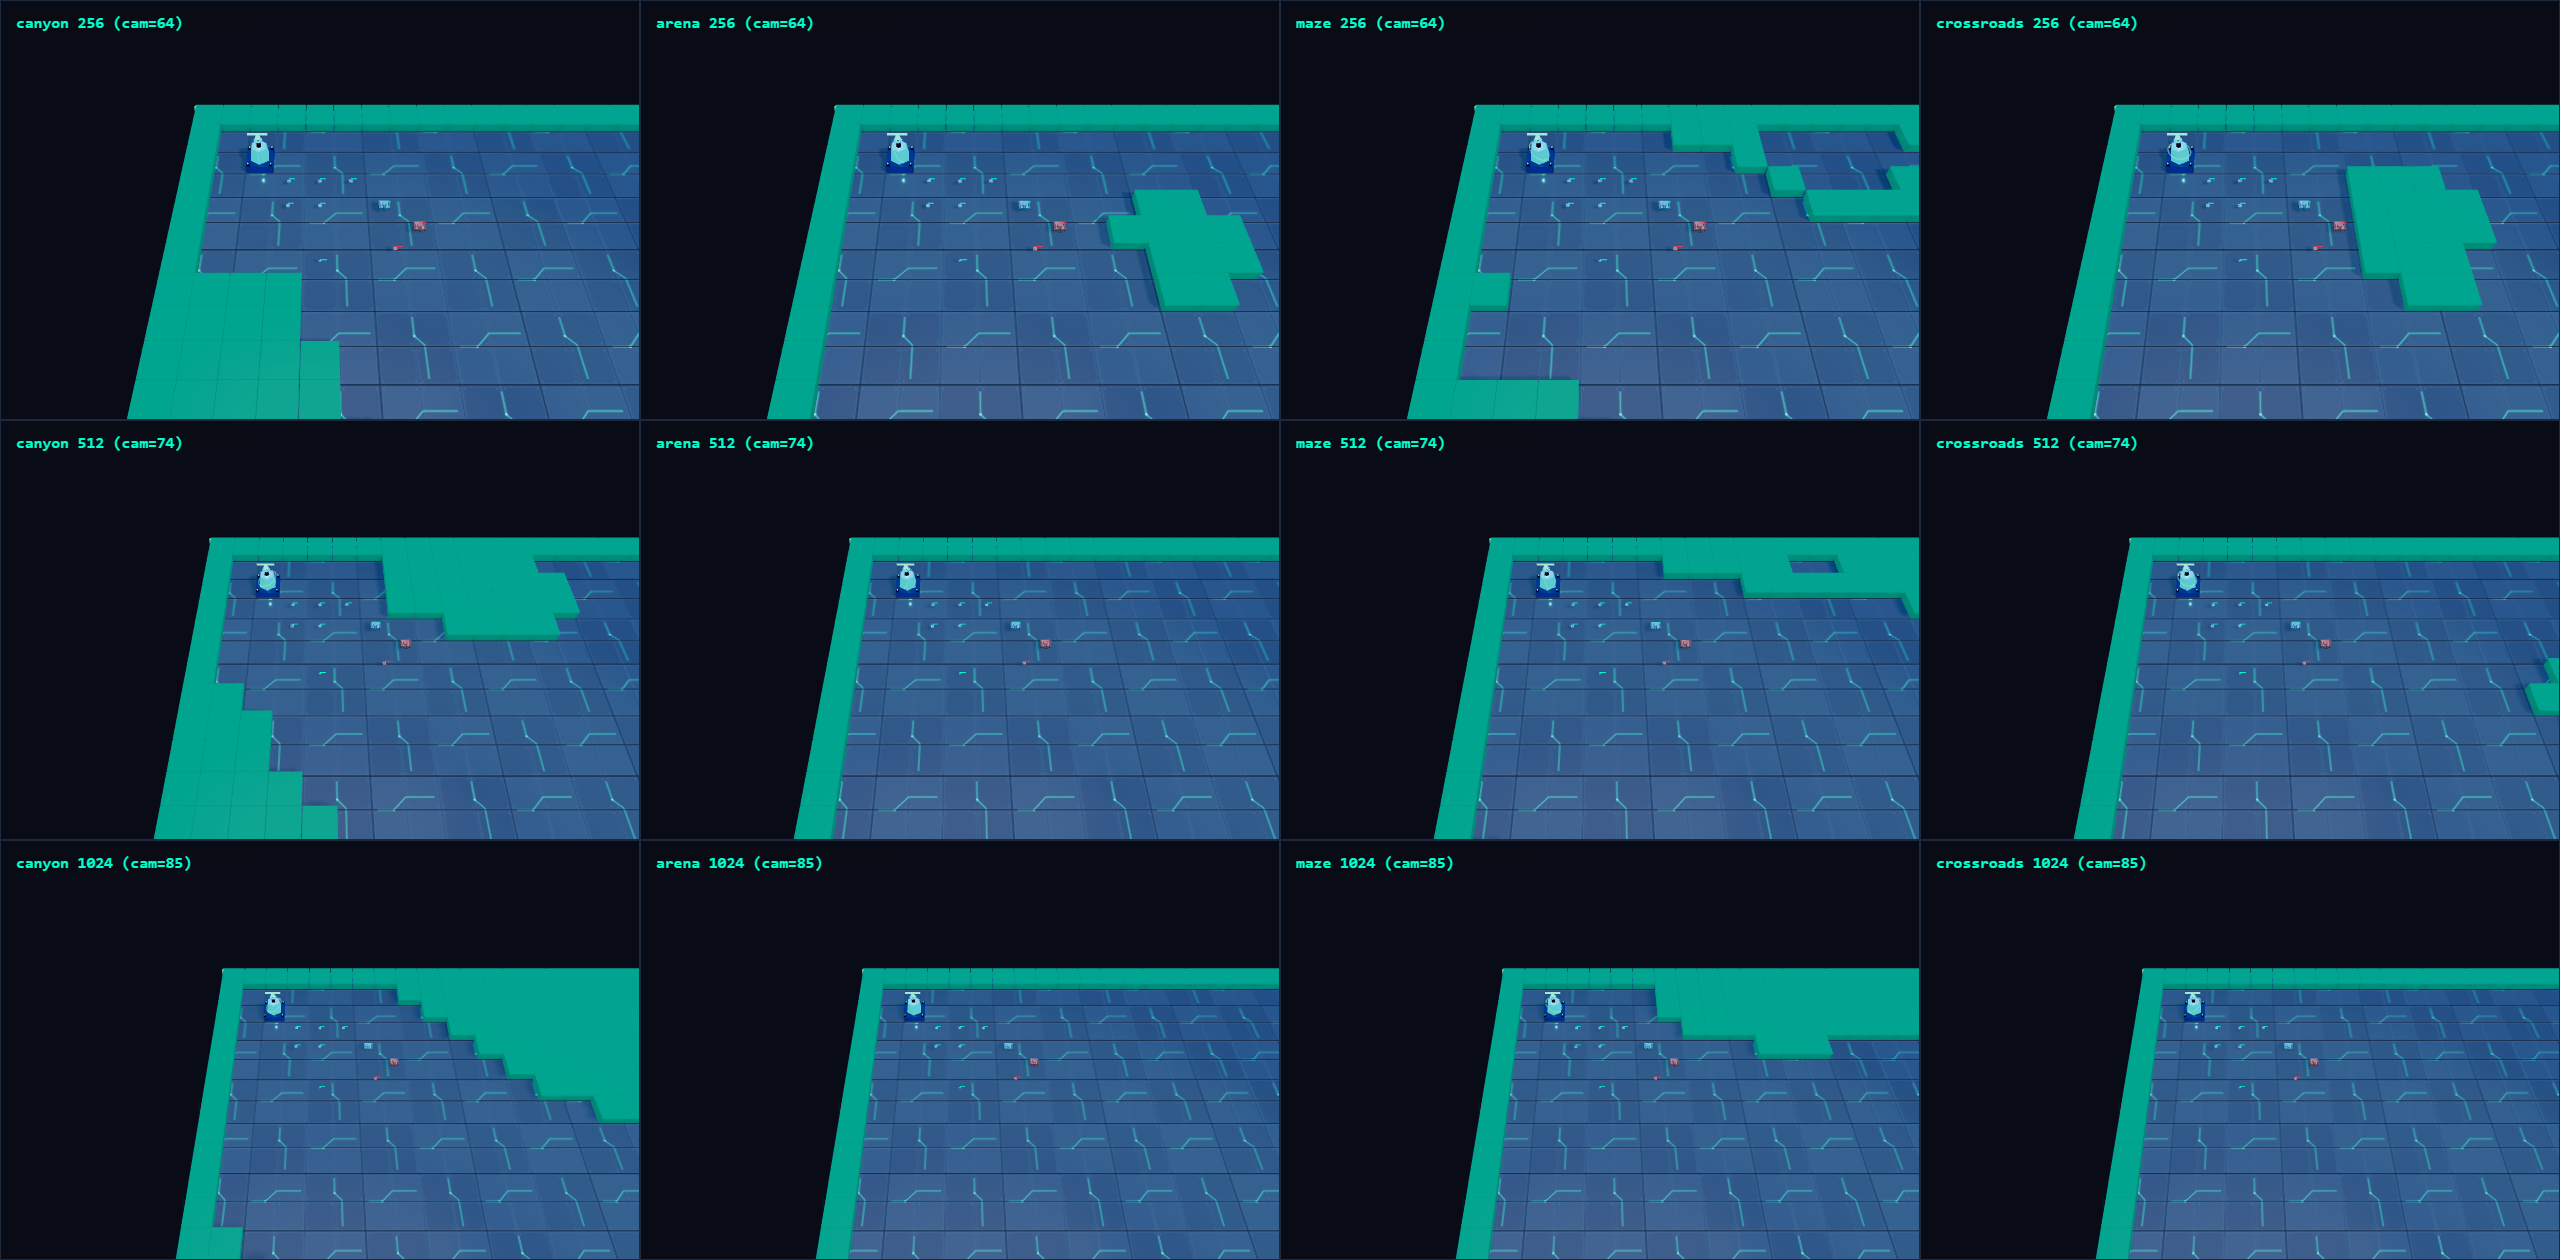 canyon 256 (cam=64)
arena 256 (cam=64)
maze 256 (cam=64)
crossroads 256 (cam=64)
canyon 512 (cam=74)
arena 512 (cam=74)
maze 512 (cam=74)
crossroads 512 (cam=74)
canyon 1024 (cam=85)
arena 1024 (cam=85)
maze 1024 (cam=85)
crossroads 1024 (cam=85)